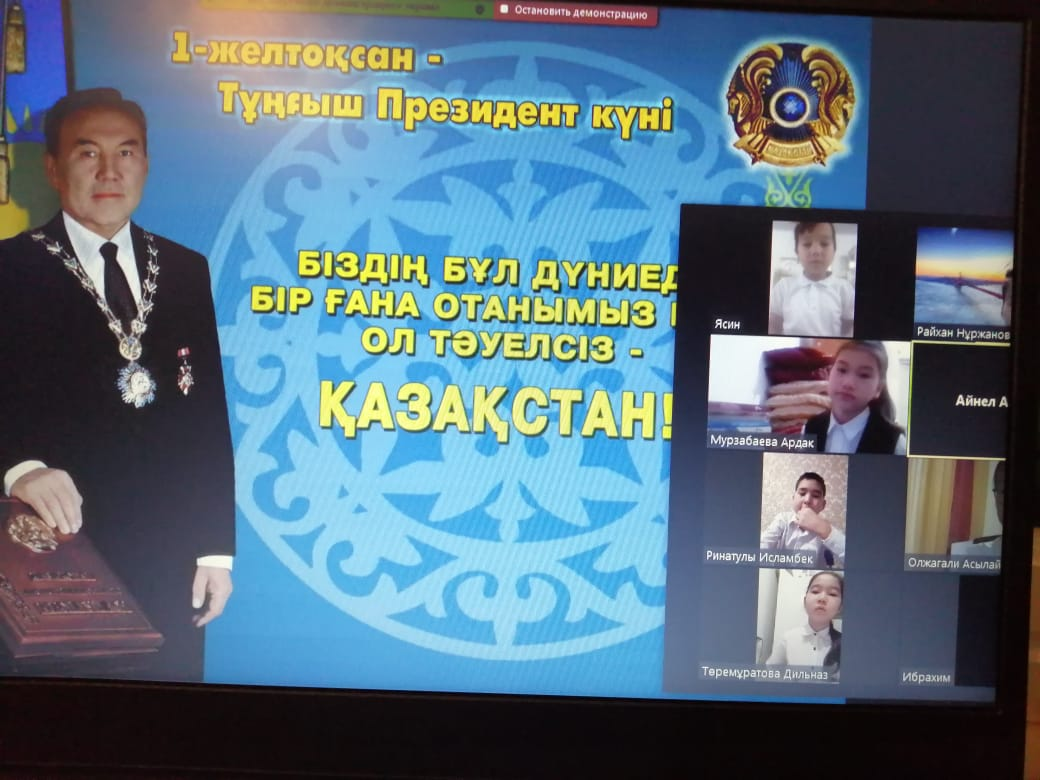 Остановить демонстрацию
1-желтоқсан -
Тұңғыш Президент күні
БІЗДІҢ БҰЛ ДҮНИЕД
БІР ҒАНА ОТАНЫМЫЗ
ОЛ ТӘУЕЛСІЗ -
ҚАЗАҚСТАН!
Ясин
Райхан Нұржанов
Мурзабаева Ардак
Айнел А
Ринатулы Исламбек
Олжагали Асылай
Төремұратова Дильназ
Ибрахим